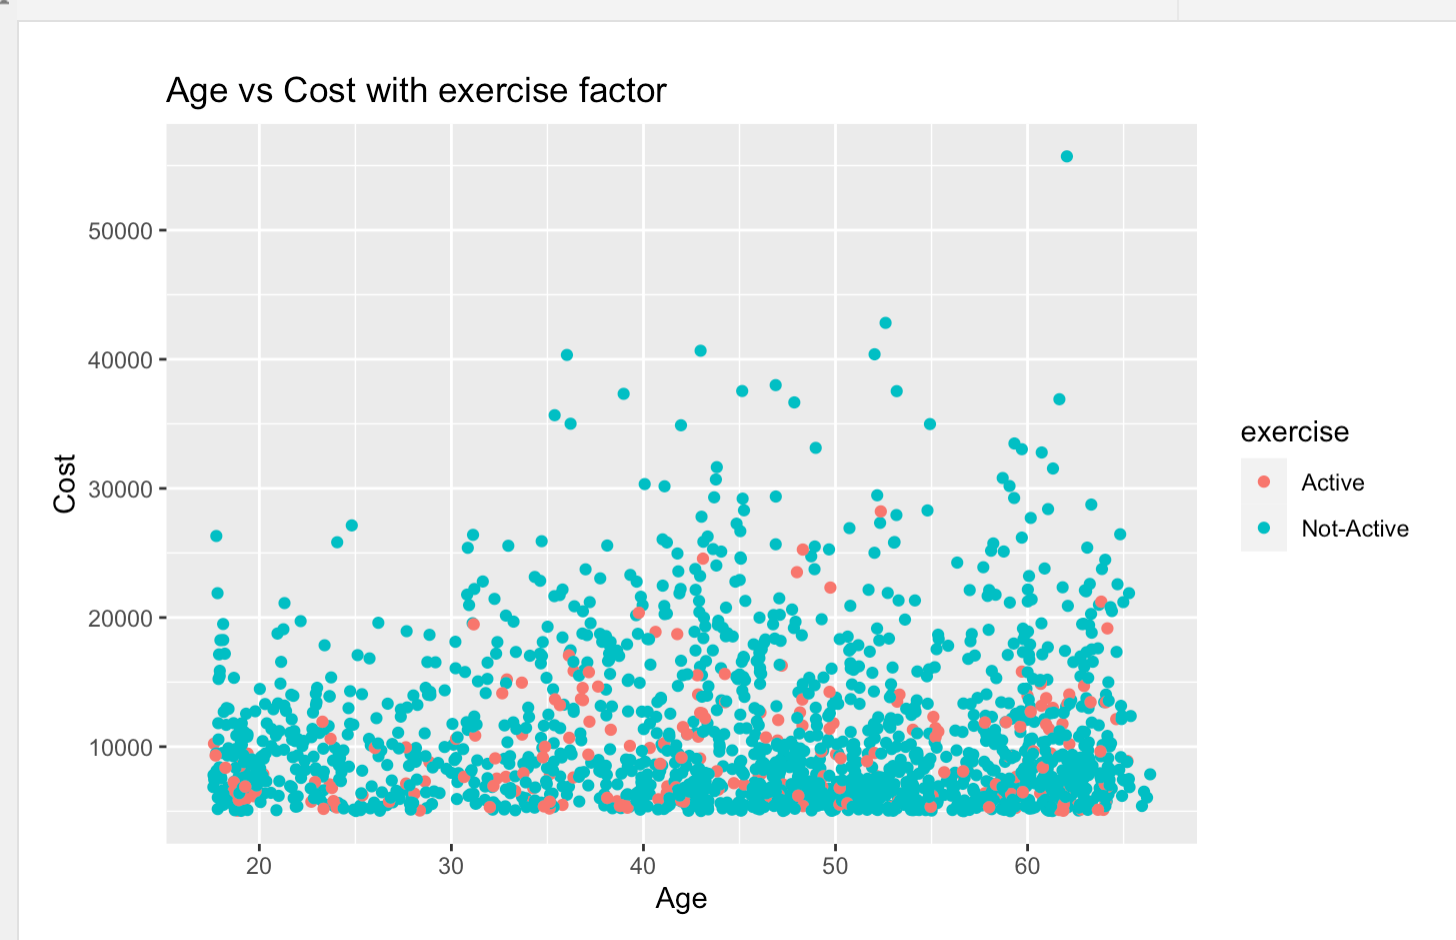 Age vs Cost with exercise factor
50000
40000
30000
20000
10000
Cost
20 30 40 50 60
Age
exercise
Active
Not-Active